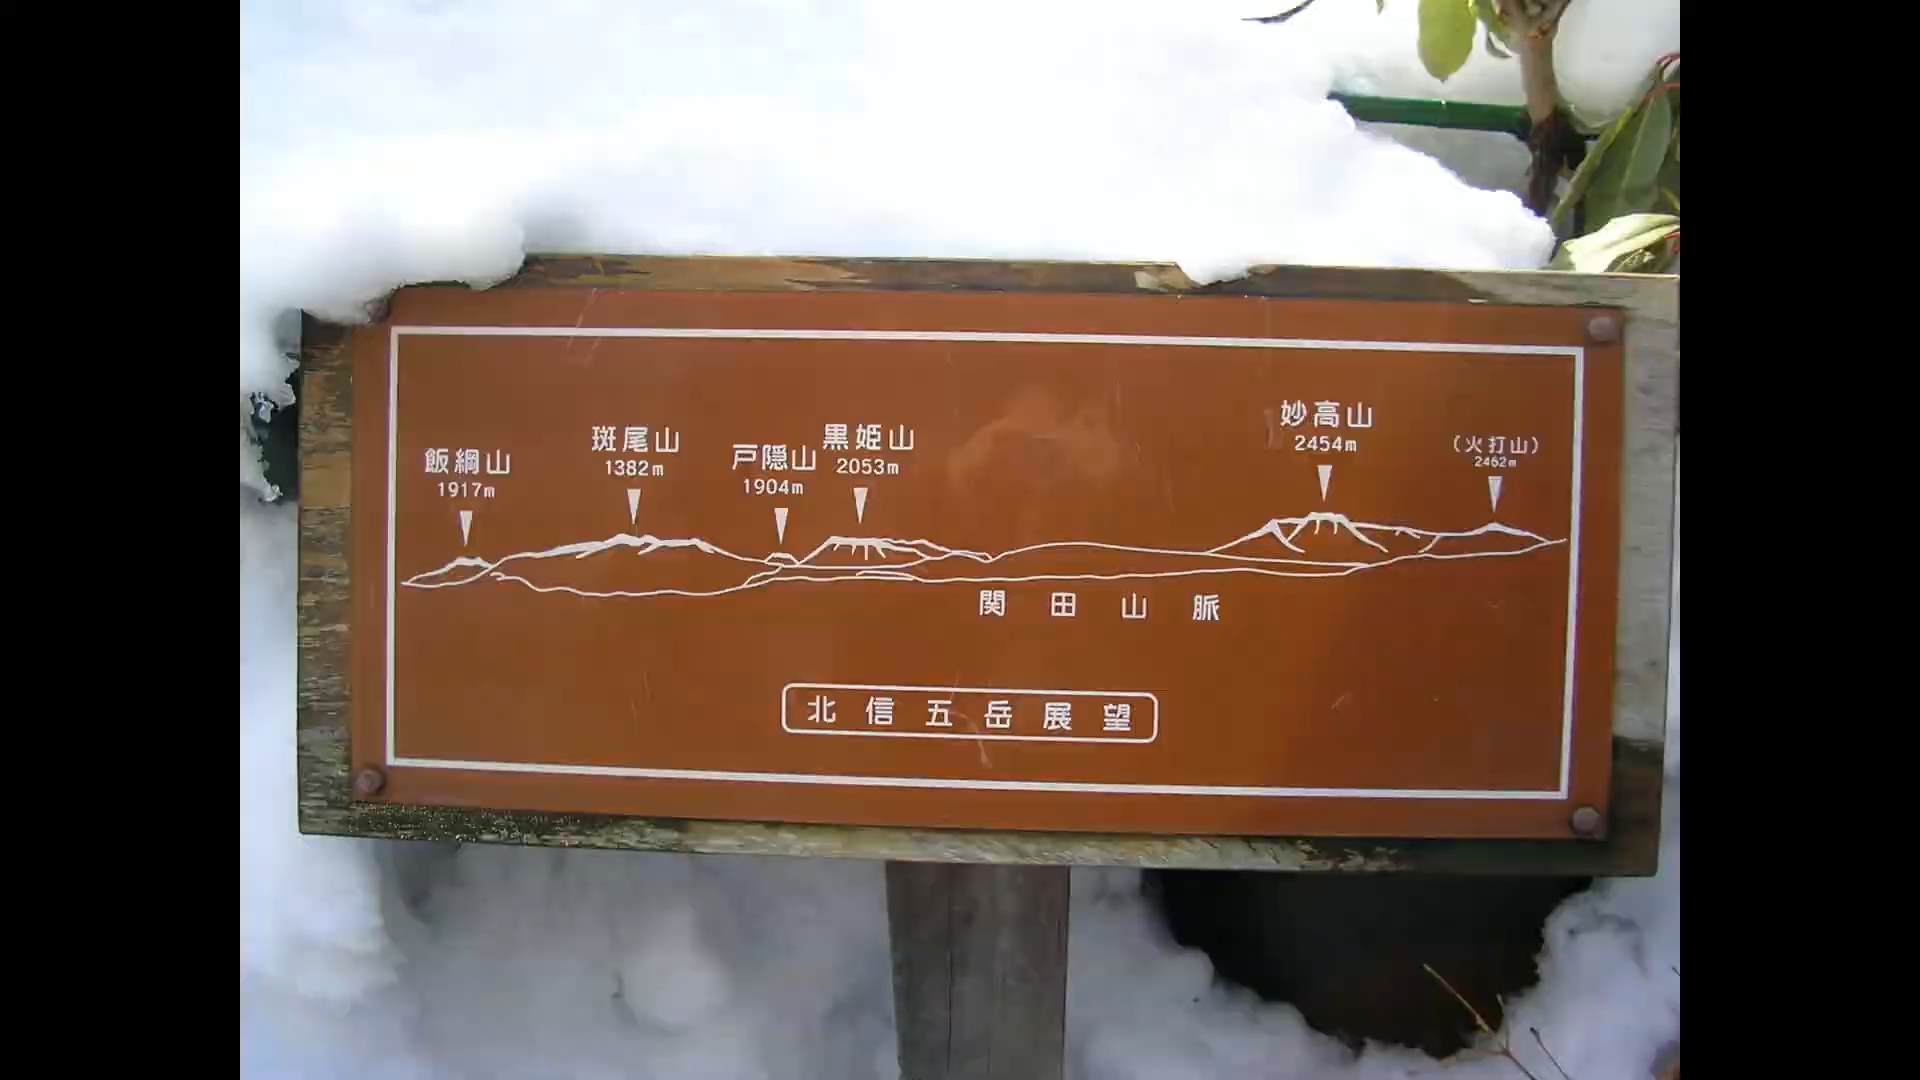 飯綱山
1917m
斑尾山
1382m
戸隠山
1904m
黒姫山
2053m
妙高山
2454m
(火打山)
2462m
関田山脈
北信五岳展望